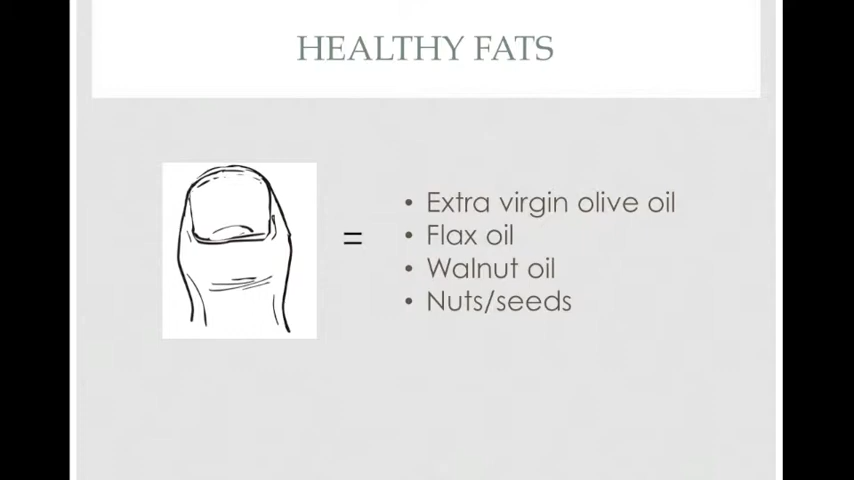 HEALTHY FATS
=
• Extra virgin olive oil
• Flax oil
• Walnut oil
• Nuts/seeds